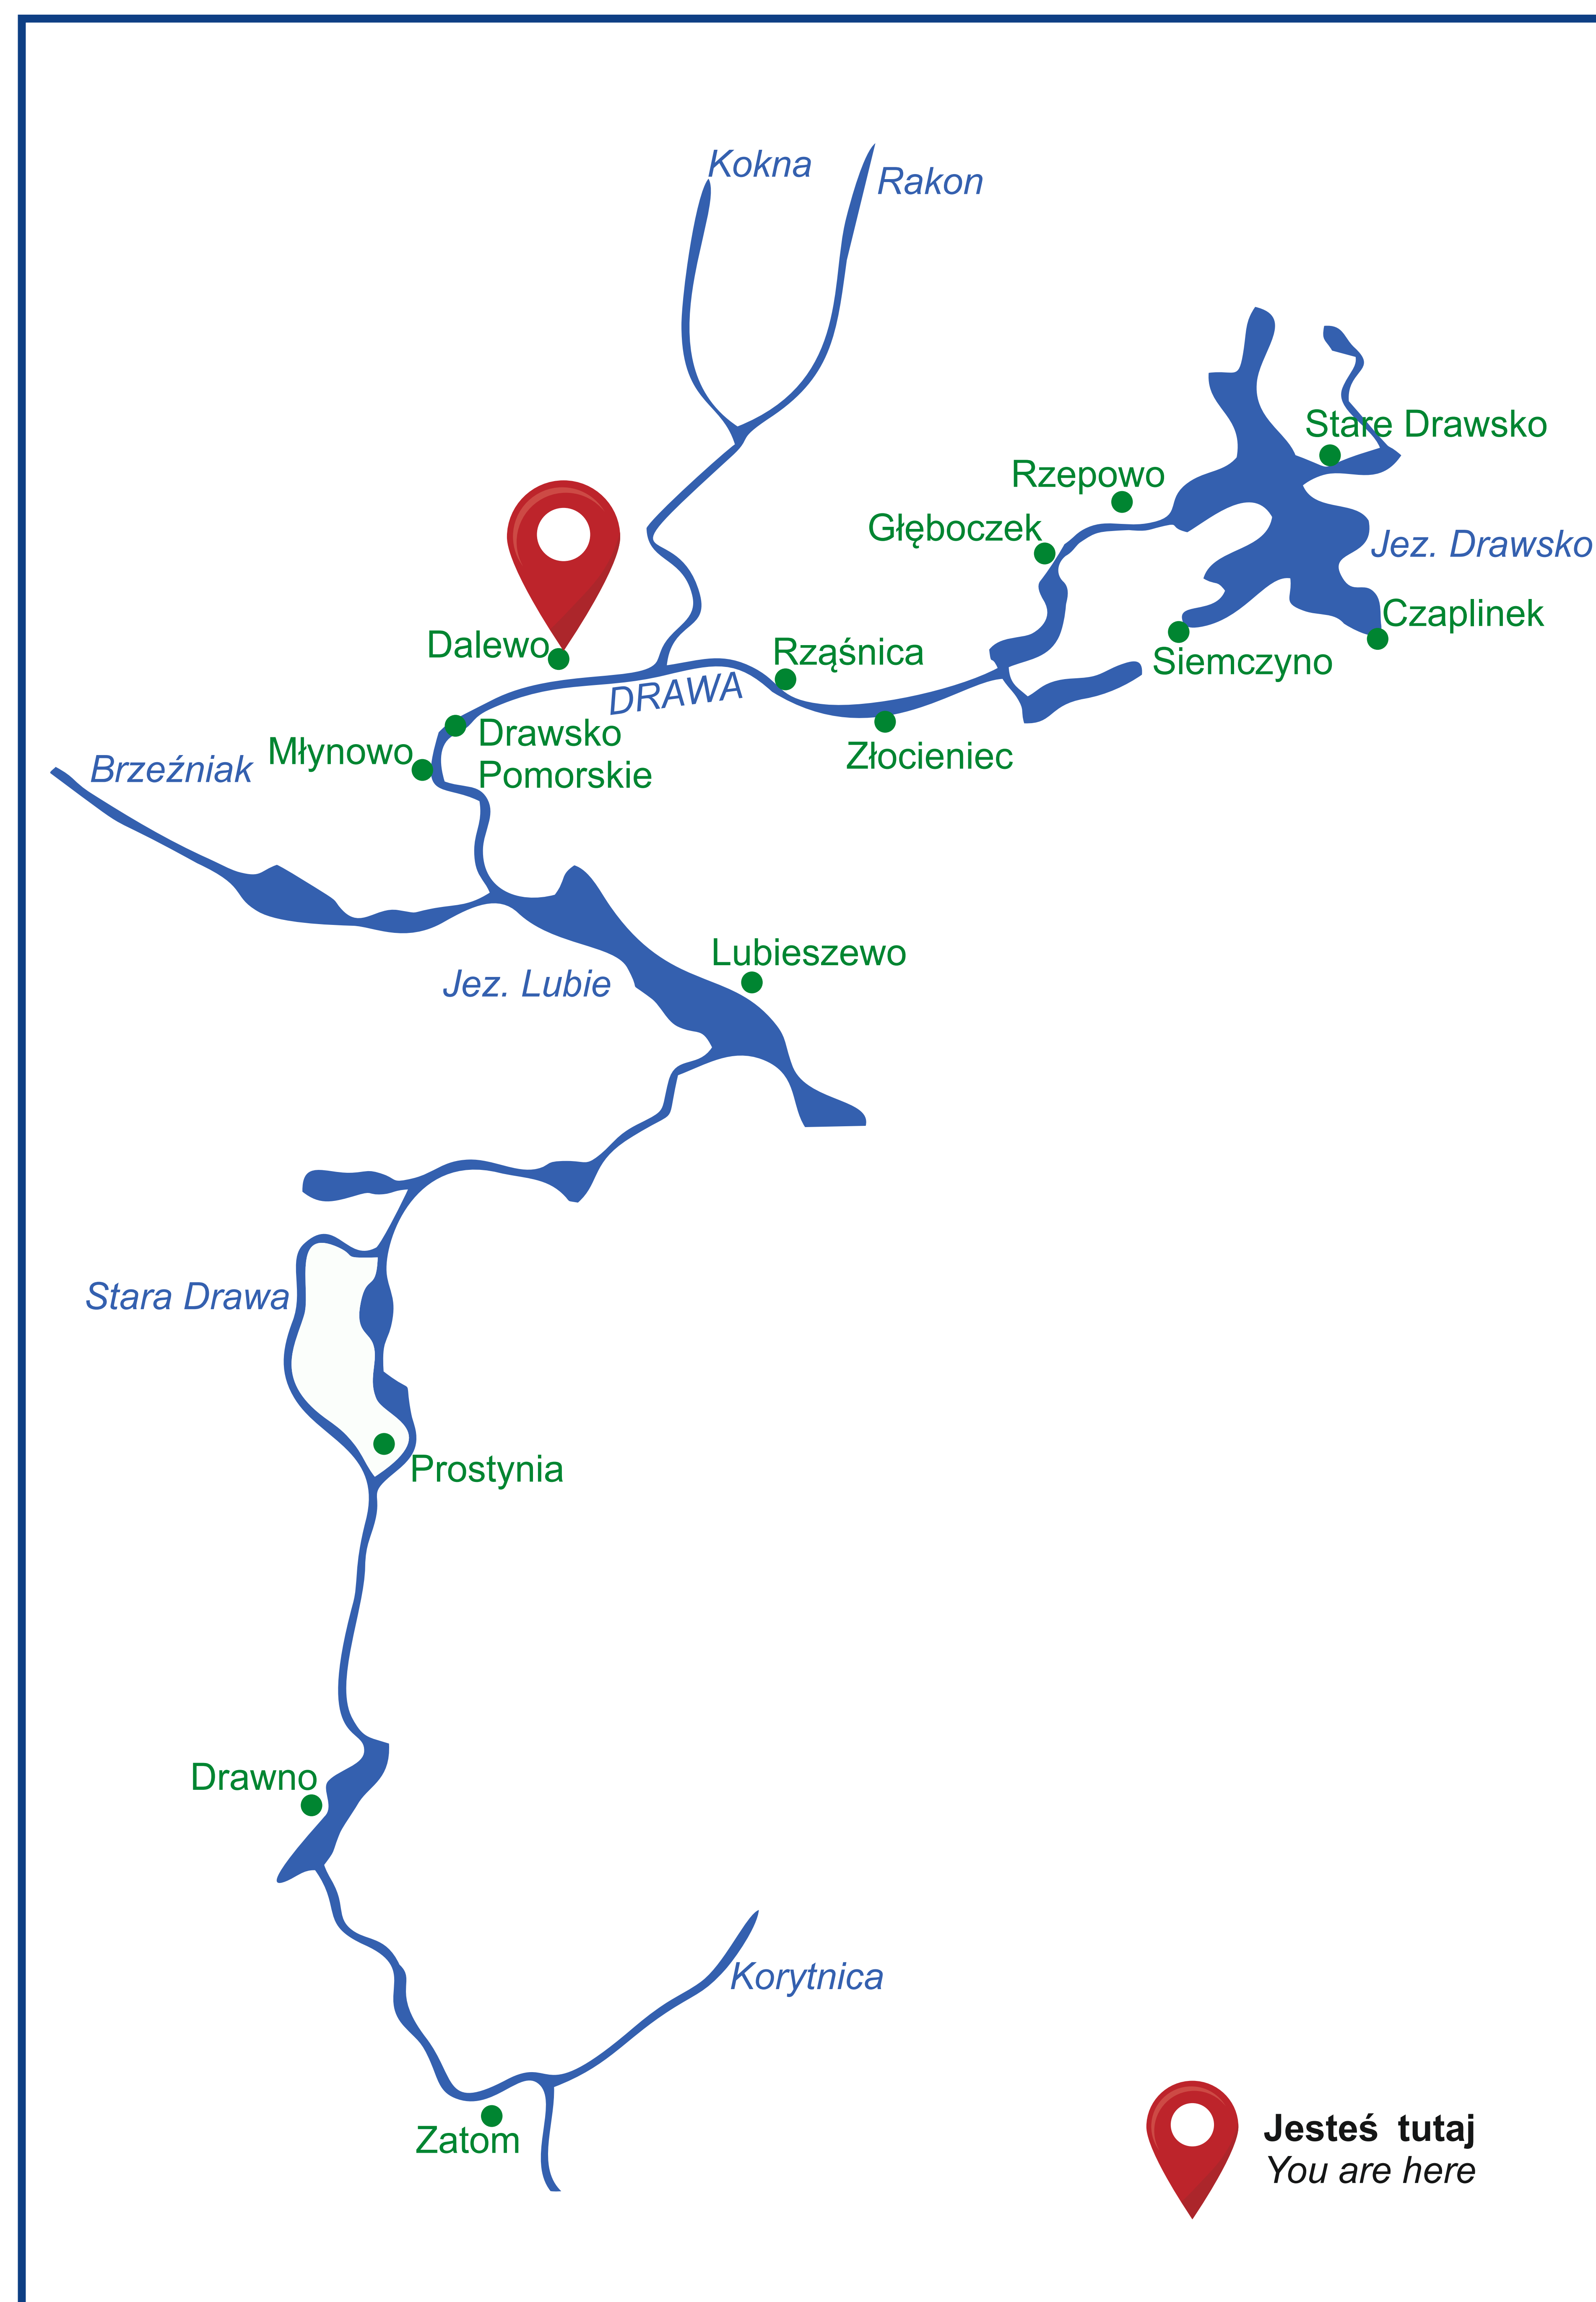 Kokna
Rakon
Stare Drawsko
Rzepowo
Głęboczek
Jez. Drawsko
Czaplinek
Dalewo
Rząśnica
Siemczyno
DRAWA
Drawsko
Pomorskie
Młynowo
Złocieniec
Brzeźniak
Lubieszewo
Jez. Lubie
Stara Drawa
Prostynia
Drawno
Korytnica
Zatom
Jesteś tutaj
You are here